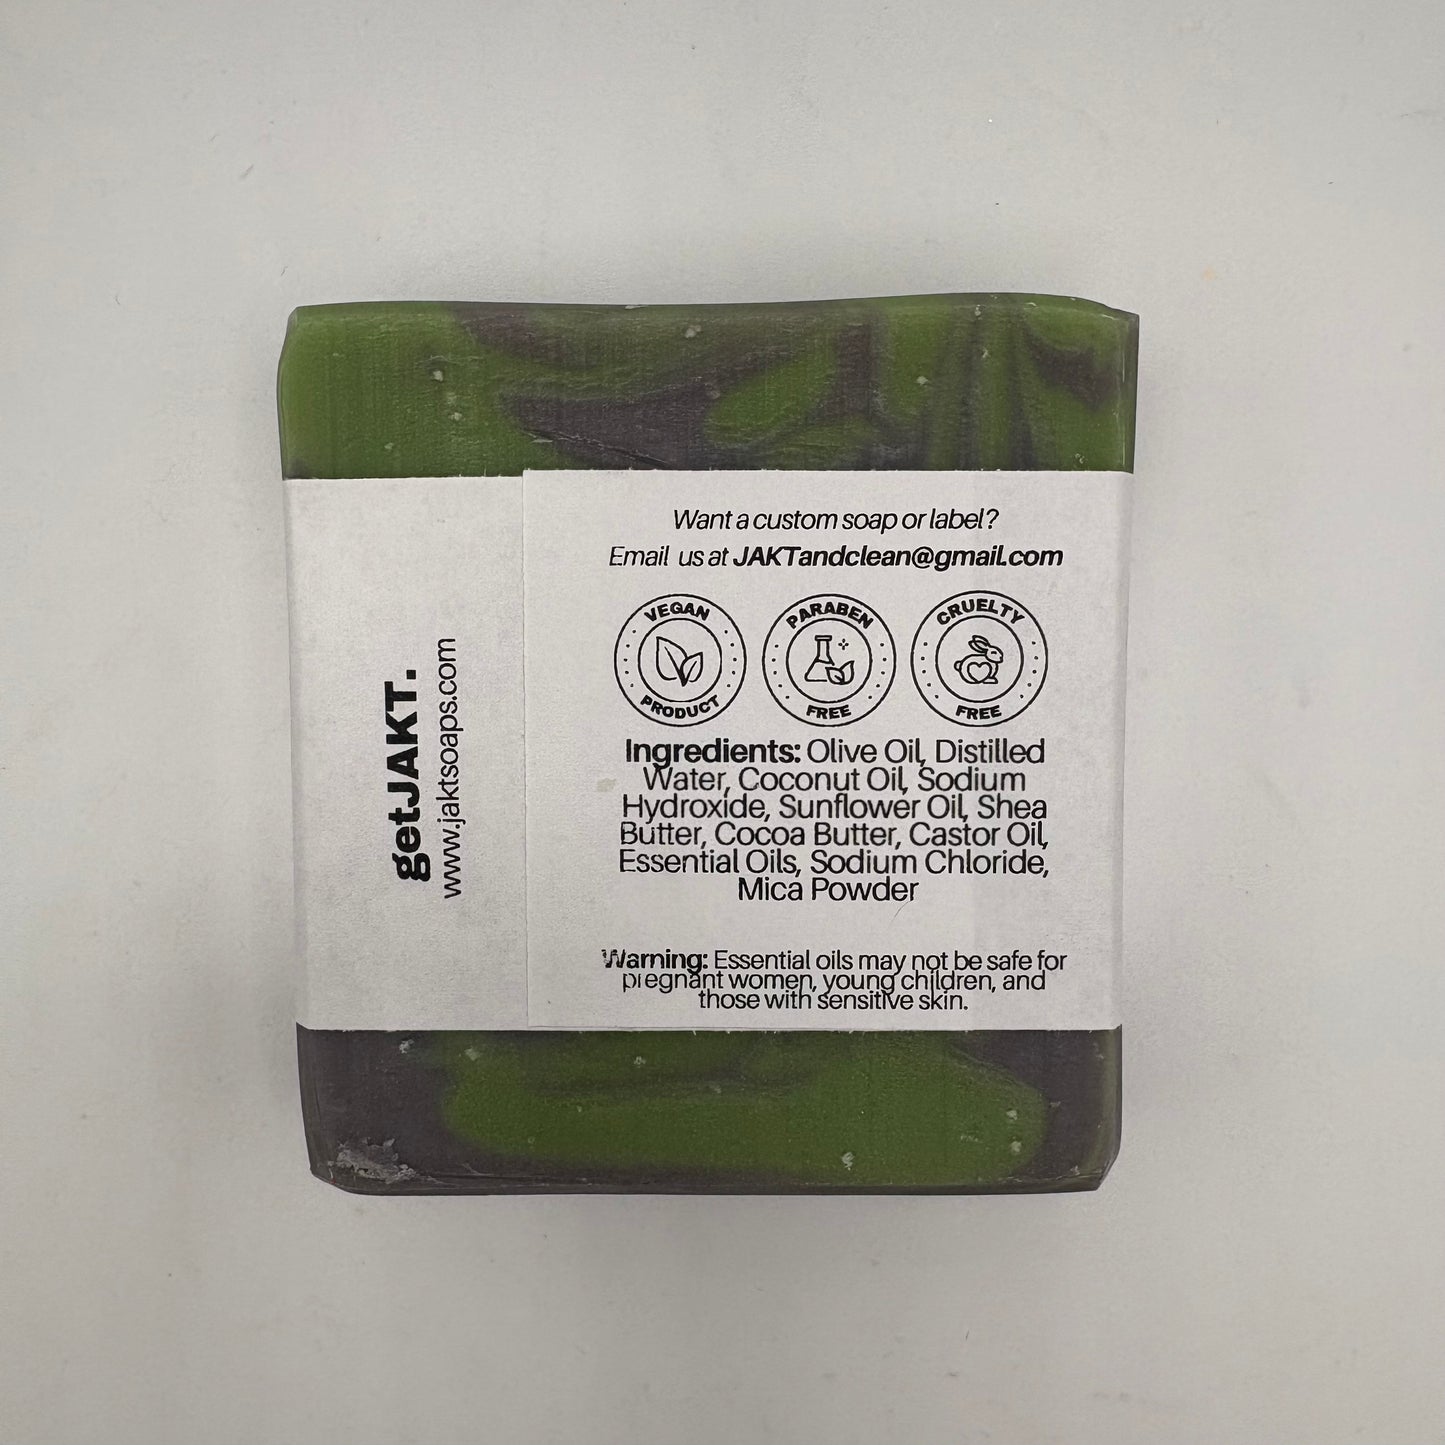 getJAKT.
www.jaktsoaps.com
Want a custom soap or label?
Email us at JAKTandclean@gmail.com
VEGAN
PRODUCT
PARABEN
FREE
CRUELTY
FREE
Ingredients: Olive Oil, Distilled
Water, Coconut Oil, Sodium
Hydroxide, Sunflower Oil, Shea
Butter, Cocoa Butter, Castor Oil,
Essential Oils, Sodium Chloride,
Mica Powder
Warning: Essential oils may not be safe for
pregnant women, young children, and
those with sensitive skin.